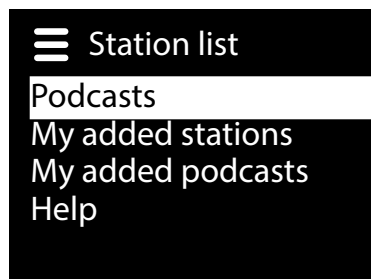 Station list
Podcasts
My added stations
My added podcasts
Help